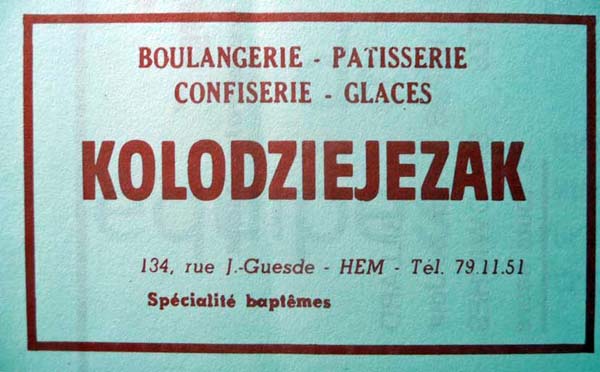 BOULANGERIE - PATISSERIE
CONFISERIE - GLACES
KOLODZIEJEZAK
134, rue J.-Guesde - HEM - Tél. 79.11.51
Spécialité baptêmes